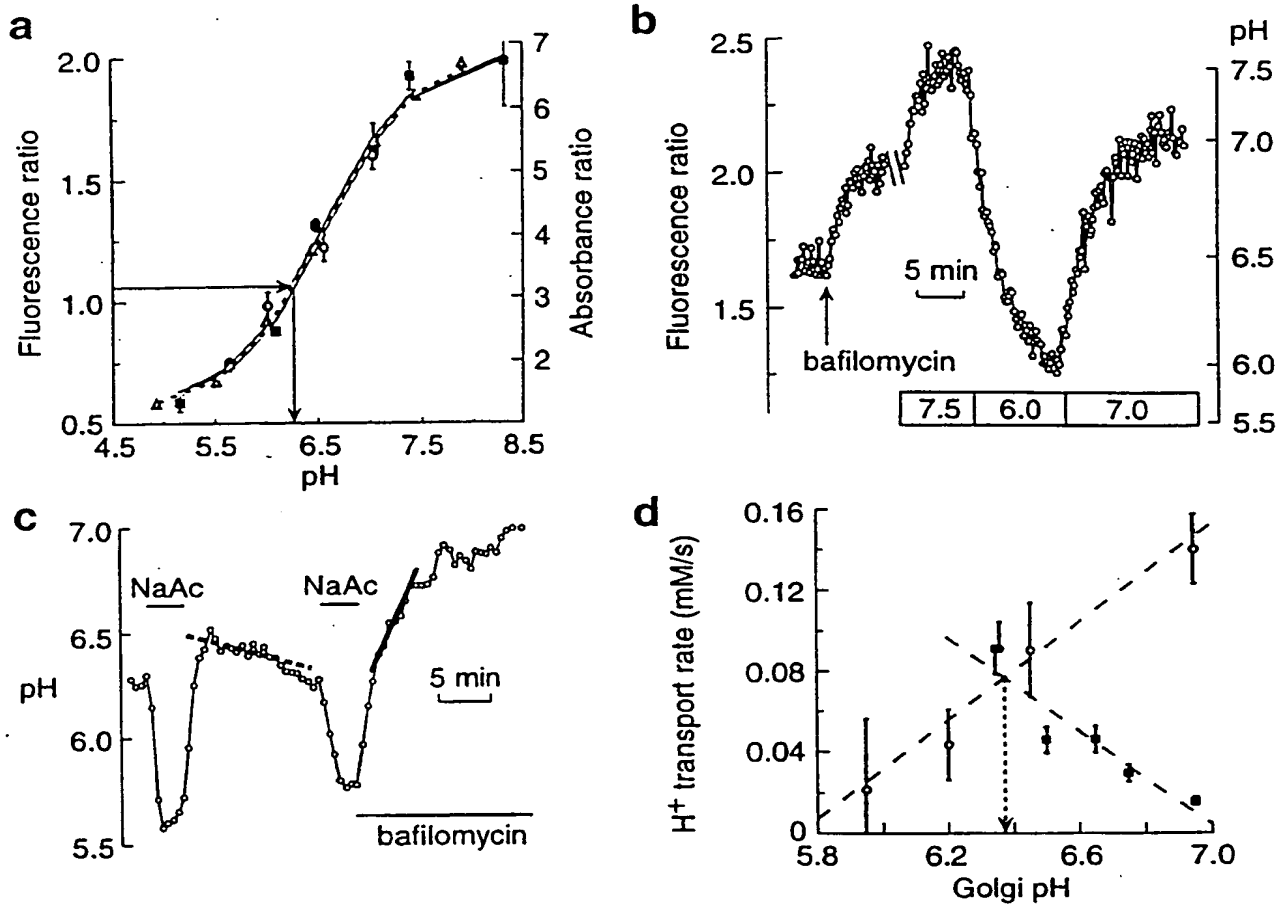 a
Fluorescence ratio
2.0
1.5
1.0
0.5
4.5 5.5 6.5 7.5 8.5
pH
7
6
5
4
3
2
Absorbance ratio
b
Fluorescence ratio
2.5
2.0
1.5
bafilomycin
5 min
7.5 6.0 7.0
pH
7.5
7.0
6.5
6.0
5.5
c
pH
7.0
6.5
6.0
5.5
NaAc
NaAc
5 min
bafilomycin
d
H+ transport rate (mM/s)
0.16
0.12
0.08
0.04
0
5.8 6.2 6.6 7.0
Golgi pH